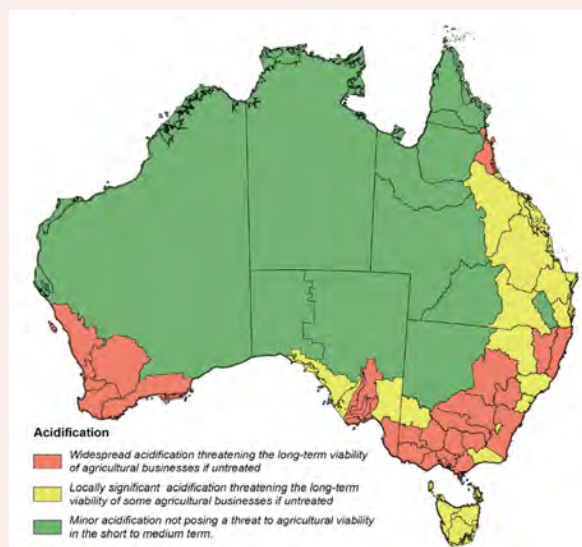 Acidification
Widespread acidification threatening the long-term viability
of agricultural businesses if untreated
Locally significant acidification threatening the long-term
viability of some agricultural businesses if untreated
Minor acidification not posing a threat to agricultural viability
in the short to medium term.